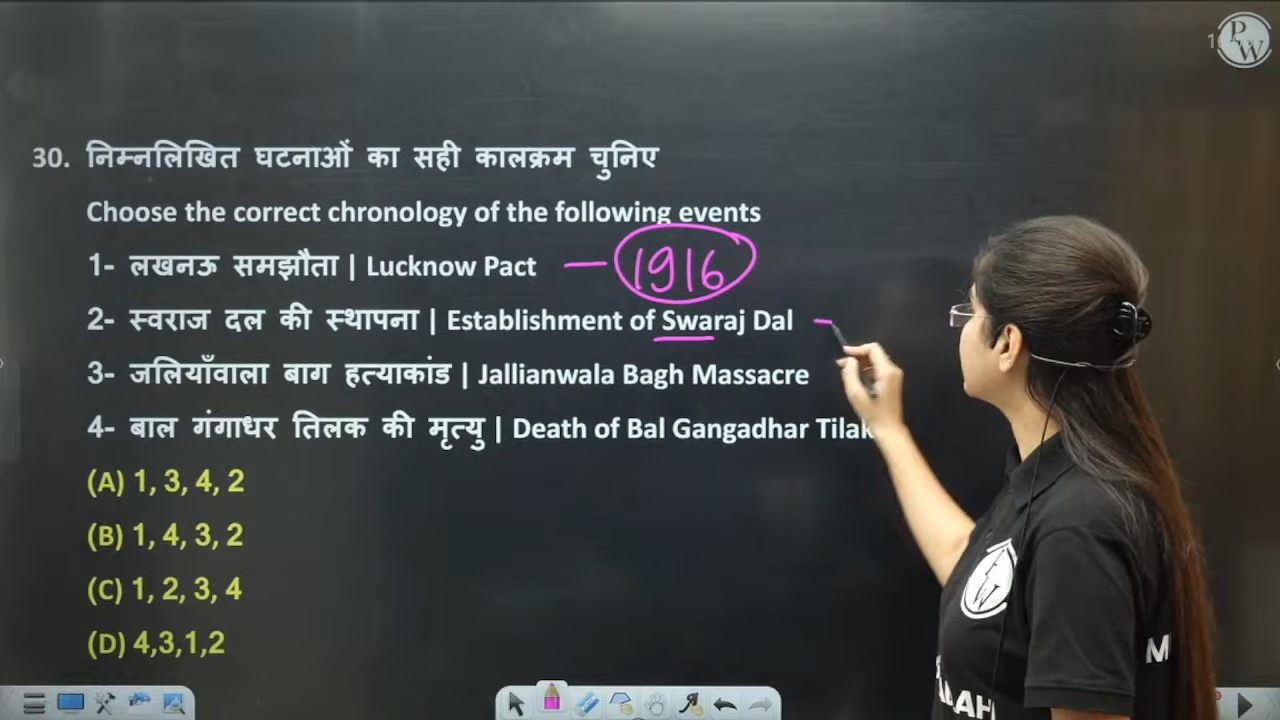 30. निम्नलिखित घटनाओं का सही कालक्रम चुनिए
Choose the correct chronology of the following events
1- लखनऊ समझौता | Lucknow Pact — 1916
2- स्वराज दल की स्थापना | Establishment of Swaraj Dal
3- जलियाँवाला बाग हत्याकांड | Jallianwala Bagh Massacre
4- बाल गंगाधर तिलक की मृत्यु | Death of Bal Gangadhar Tilak
(A) 1, 3, 4, 2
(B) 1, 4, 3, 2
(C) 1, 2, 3, 4
(D) 4,3,1,2
PW